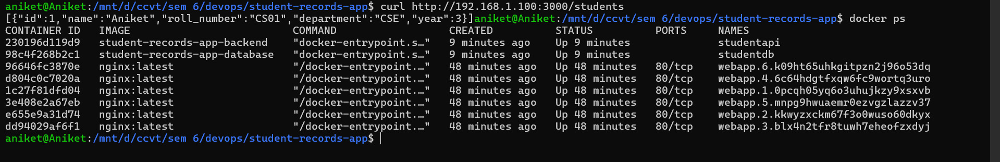 aniket@Aniket:/mnt/d/ccvt/sem 6/devops/student-records-app$ curl http://192.168.1.100:3000/students
[{"id":1,"name":"Aniket","roll_number":"CS01","department":"CSE","year":3}]aniket@Aniket:/mnt/d/ccvt/sem 6/devops/student-records-app$ docker ps
CONTAINER ID   IMAGE                          COMMAND                  CREATED          STATUS          PORTS     NAMES
230196d119d9   student-records-app-backend    "docker-entrypoint.s…"   9 minutes ago    Up 9 minutes              studentapi
98c4f268b2c1   student-records-app-database   "docker-entrypoint.s…"   9 minutes ago    Up 9 minutes              studentdb
96646fc3870e   nginx:latest                   "/docker-entrypoint.…"   48 minutes ago   Up 48 minutes   80/tcp    webapp.6.k09ht65uhkgitpzn2j96o53dq
d804c0c7020a   nginx:latest                   "/docker-entrypoint.…"   48 minutes ago   Up 48 minutes   80/tcp    webapp.4.6c64hdgtfxqw6fc9wortq3uro
1c27f81dfd04   nginx:latest                   "/docker-entrypoint.…"   48 minutes ago   Up 48 minutes   80/tcp    webapp.1.0pcqh05yq6o3uhujkzy9xsxvb
3e408e2a67eb   nginx:latest                   "/docker-entrypoint.…"   48 minutes ago   Up 48 minutes   80/tcp    webapp.5.mnpg9hwuaemr0ezvgzlazzv37
e655e9a31d74   nginx:latest                   "/docker-entrypoint.…"   48 minutes ago   Up 48 minutes   80/tcp    webapp.2.kkwyzxckm67f3o0wuso60dkyx
dd94029af6f1   nginx:latest                   "/docker-entrypoint.…"   48 minutes ago   Up 48 minutes   80/tcp    webapp.3.blx4n2tfr8tuwh7eheofzxdyj
aniket@Aniket:/mnt/d/ccvt/sem 6/devops/student-records-app$